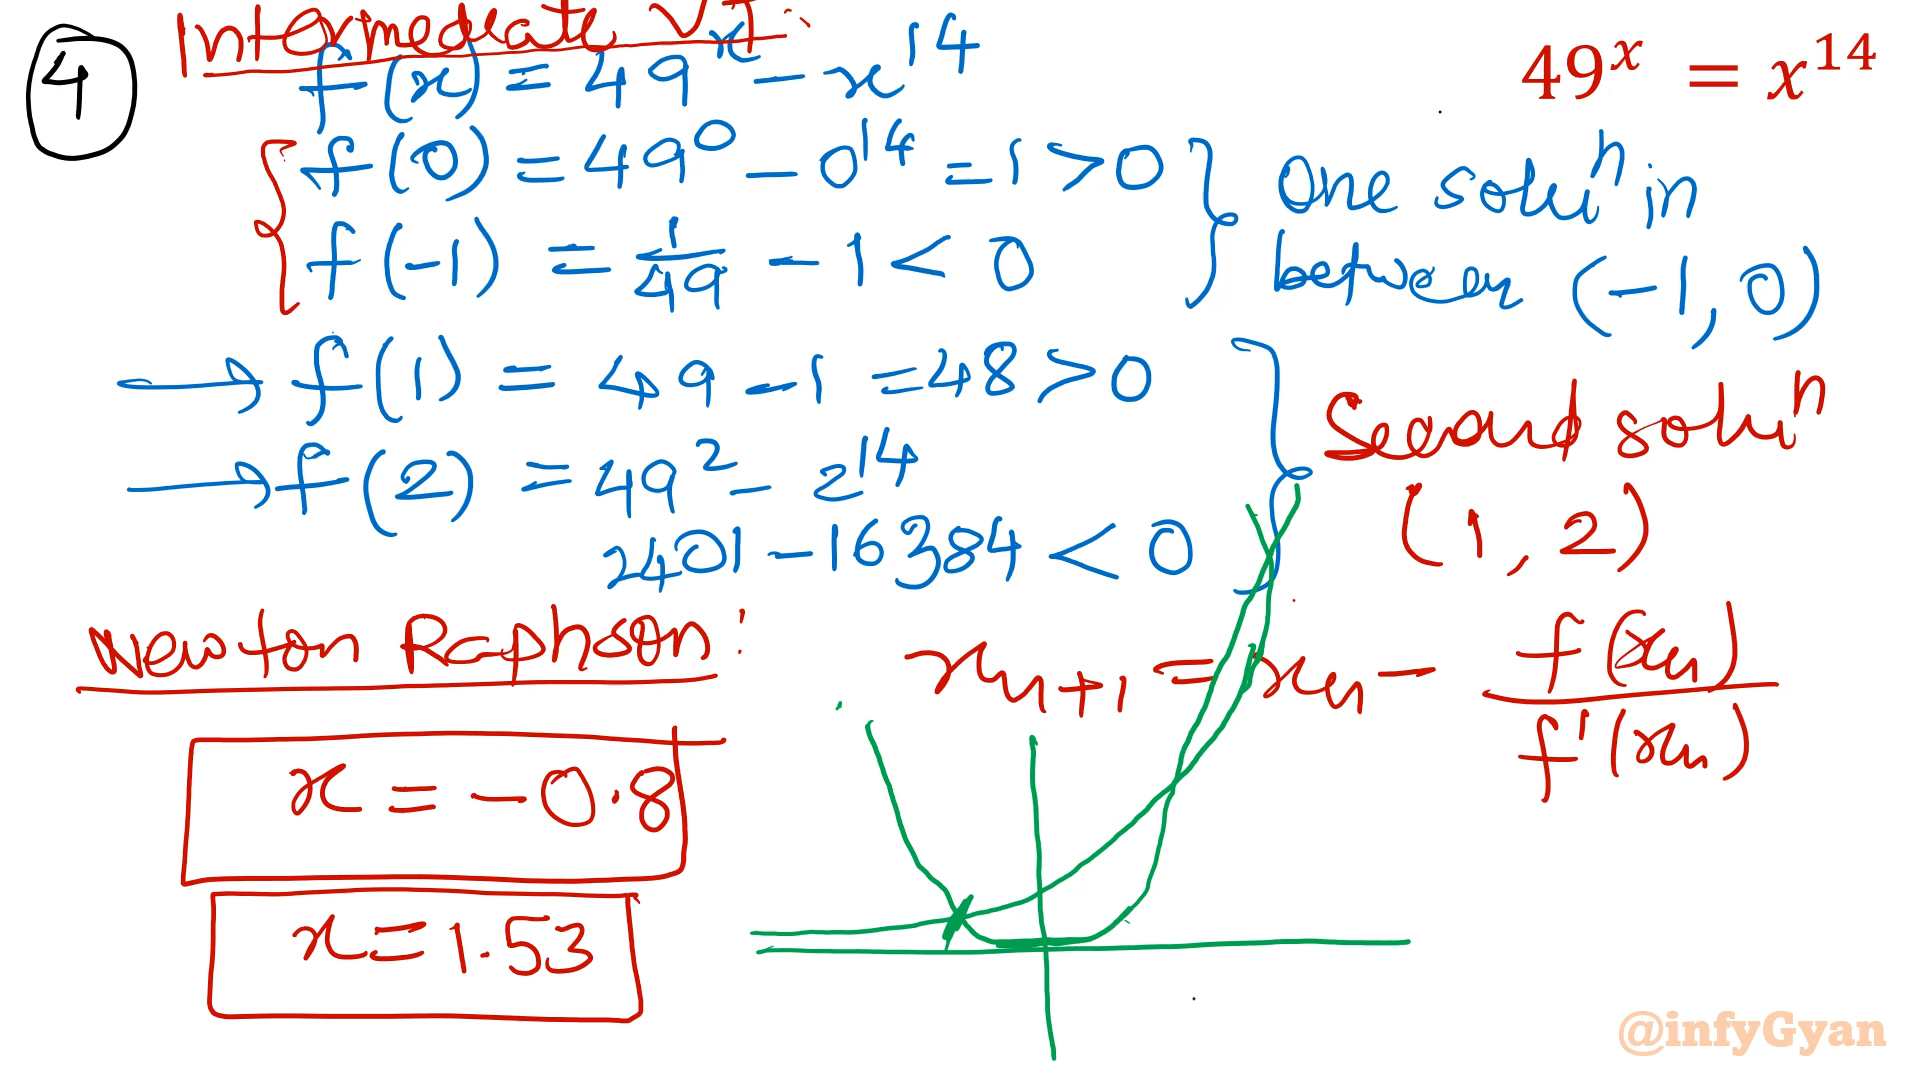 4
Intermediate VT:
49^x = x^14
f(x) = 49^x - x^14
f(0) = 49^0 - 0^14 = 1 > 0
f(-1) = 1/49 - 1 < 0
One solu^n in
between (-1, 0)
→ f(1) = 49 - 1 = 48 > 0
→ f(2) = 49^2 - 2^14
2401 - 16384 < 0
Second solu^n
(1, 2)
Newton Raphson:
x_{n+1} = x_n - f(x_n)/f'(x_n)
x = -0.8
x = 1.53
@infyGyan